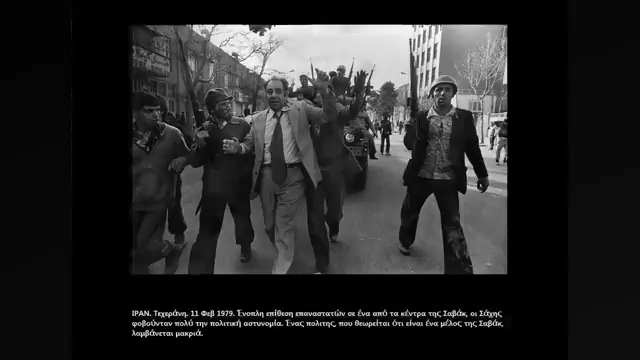 ΙΡΑΝ. Τεχεράνη. 11 Φεβ 1979. Ένοπλη επίθεση επαναστατών σε ένα από τα κέντρα της Σαβάκ, οι Σάχης
φοβούνταν πολύ την πολιτική αστυνομία. Ένας πολιτης, που θεωρείται ότι είναι ένα μέλος της Σαβάκ,
λαμβάνεται μακριά.